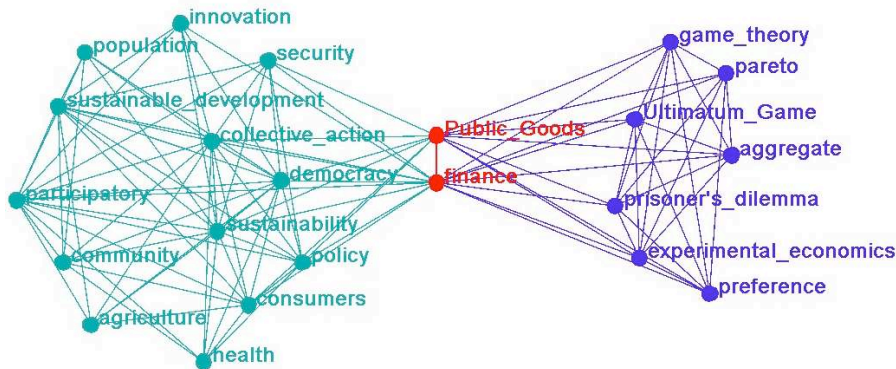 innovation
population
security
sustainable_development
collective_action
democracy
participatory
sustainability
community
policy
consumers
agriculture
health
Public_Goods
finance
game_theory
pareto
Ultimatum_Game
aggregate
prisoner's_dilemma
experimental_economics
preference